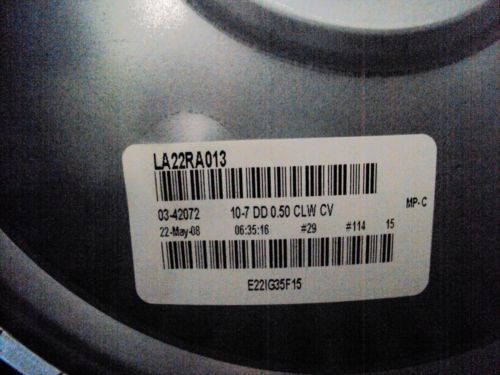 LA22RA013
03-42072 10-7 DD 0.50 CLW CV MP-C
22-May-08 06:35:16 #29 #114 15
E22IG35F15